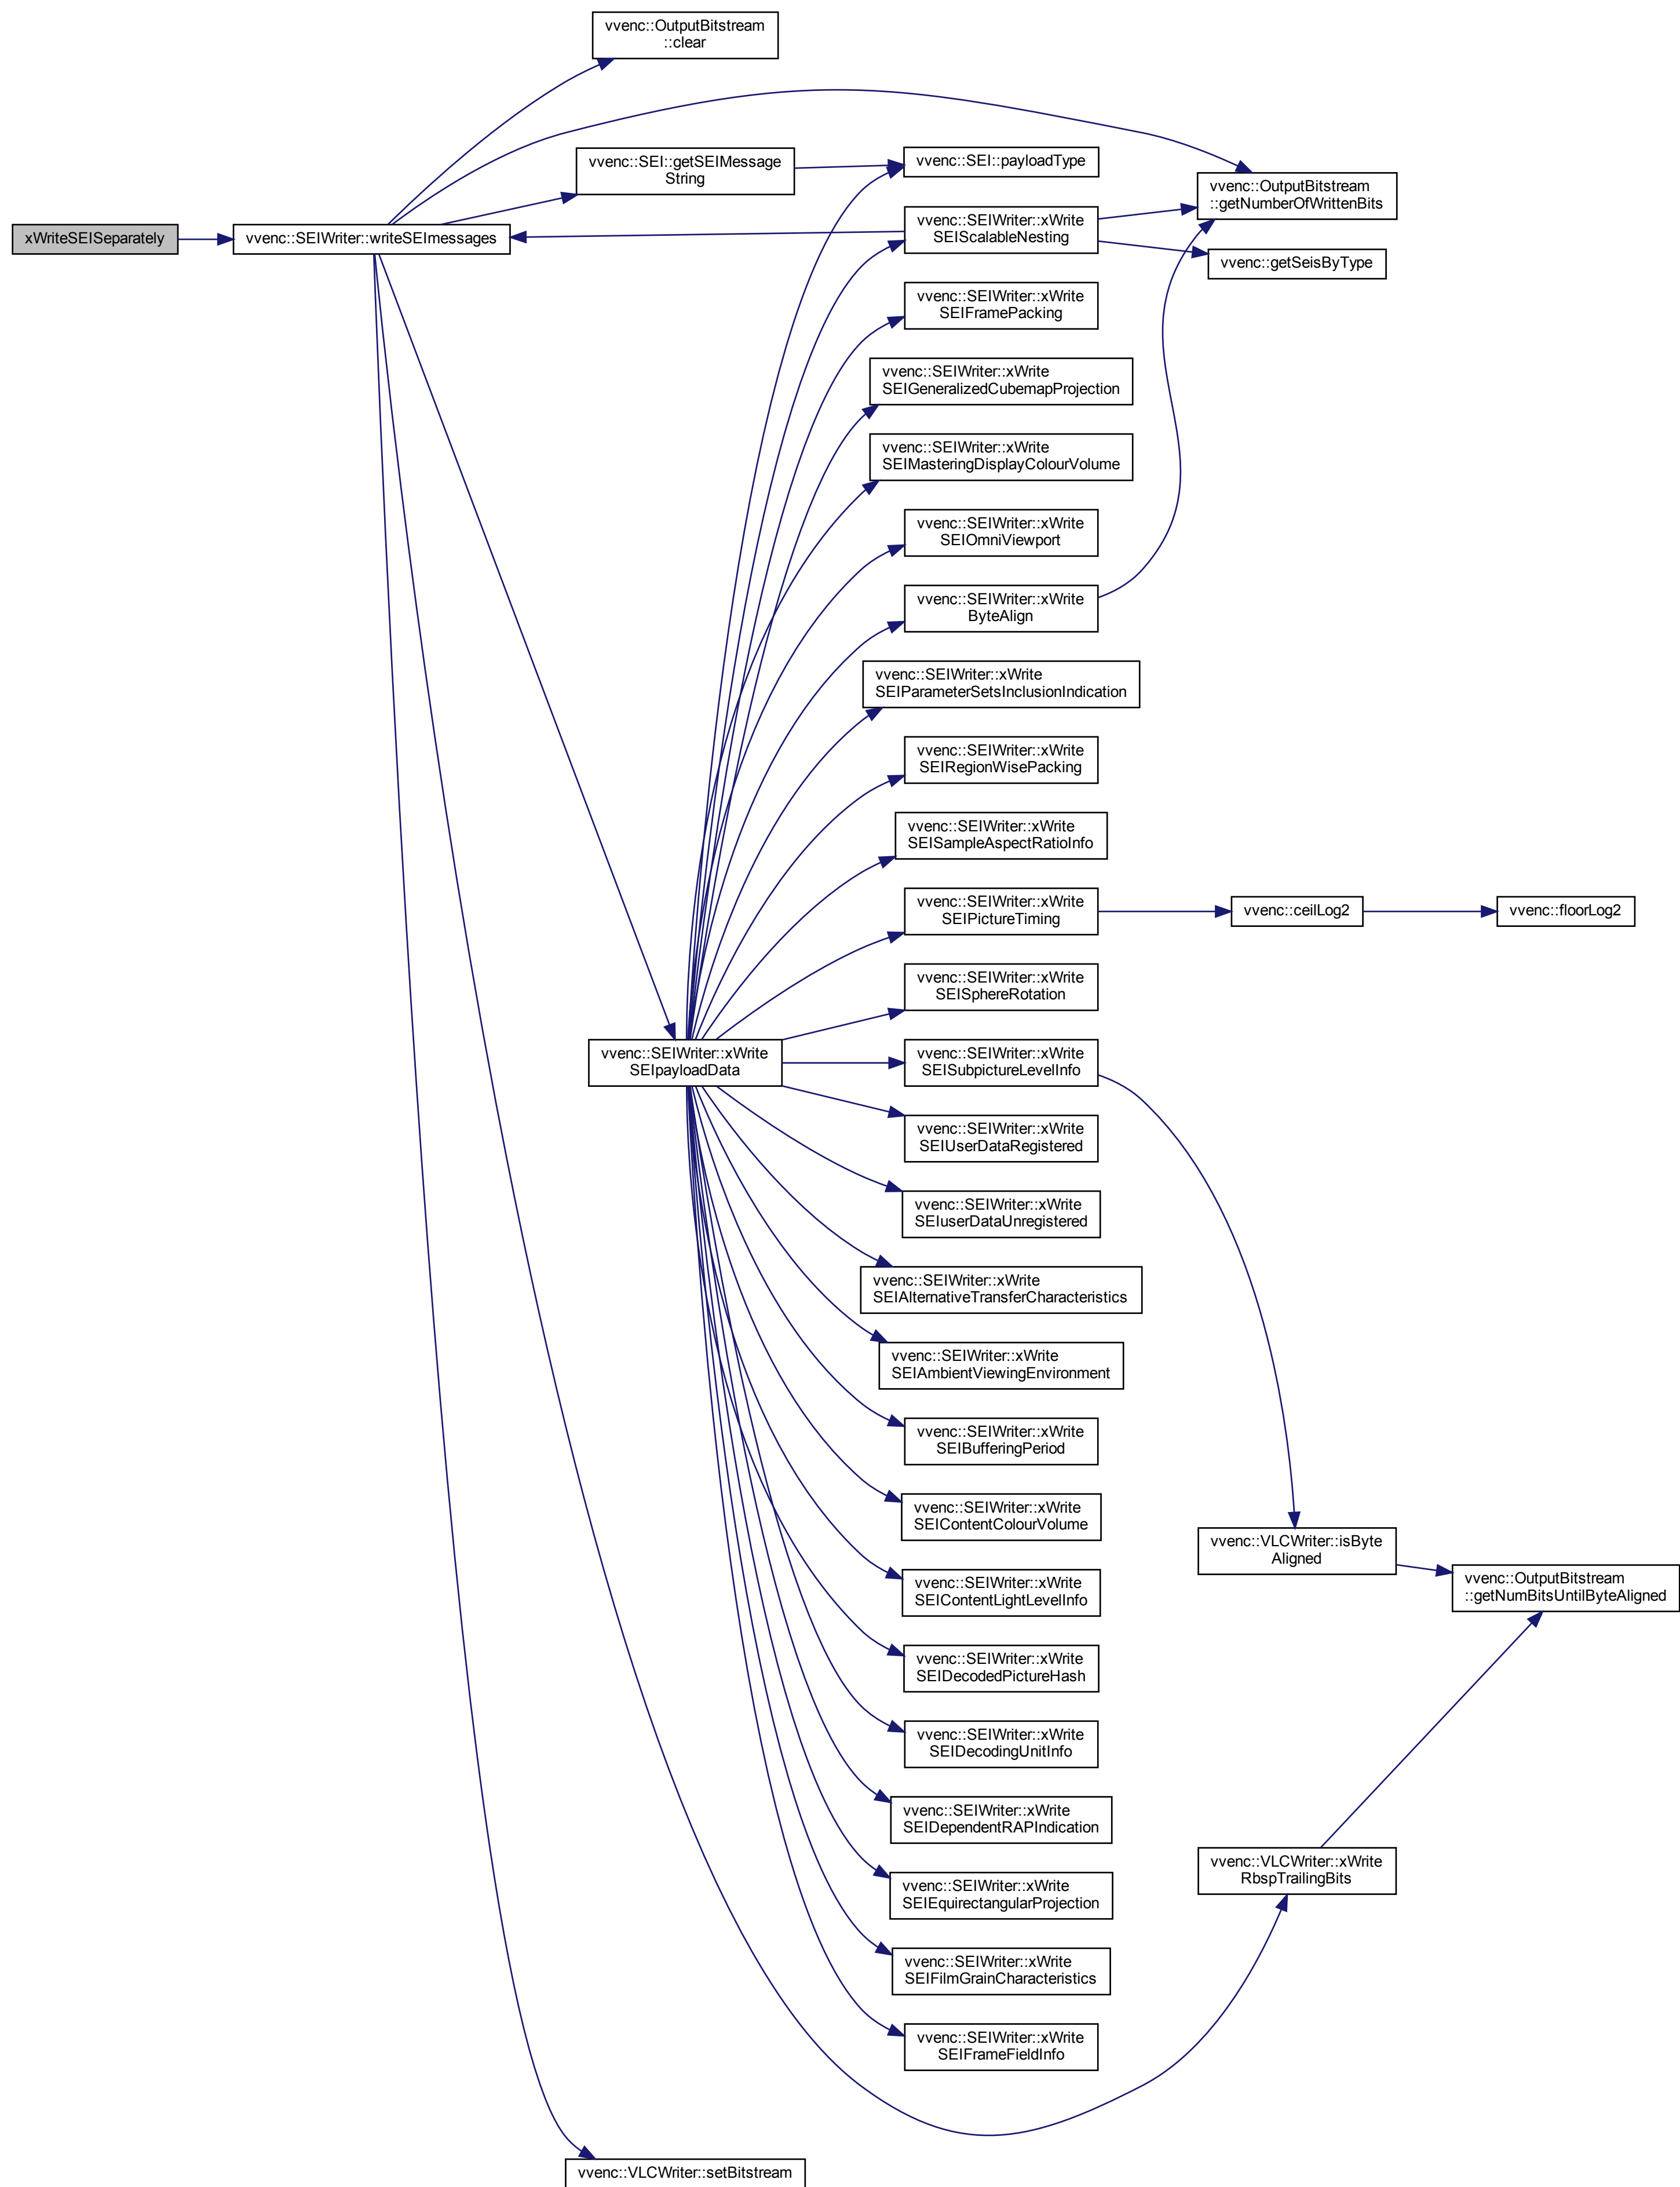 vvenc::OutputBitstream
::clear
vvenc::SEI::getSEIMessage
String
vvenc::SEI::payloadType
vvenc::OutputBitstream
::getNumberOfWrittenBits
xWriteSEISeparately
vvenc::SEIWriter::writeSEImessages
vvenc::SEIWriter::xWrite
SEIScalableNesting
vvenc::getSeisByType
vvenc::SEIWriter::xWrite
SEIFramePacking
vvenc::SEIWriter::xWrite
SEIGeneralizedCubemapProjection
vvenc::SEIWriter::xWrite
SEIMasteringDisplayColourVolume
vvenc::SEIWriter::xWrite
SEIOmniViewport
vvenc::SEIWriter::xWrite
ByteAlign
vvenc::SEIWriter::xWrite
SEIParameterSetsInclusionIndication
vvenc::SEIWriter::xWrite
SEIRegionWisePacking
vvenc::SEIWriter::xWrite
SEISampleAspectRatioInfo
vvenc::SEIWriter::xWrite
SEIPictureTiming
vvenc::ceilLog2
vvenc::floorLog2
vvenc::SEIWriter::xWrite
SEISphereRotation
vvenc::SEIWriter::xWrite
SEIpayloadData
vvenc::SEIWriter::xWrite
SEISubpictureLevelInfo
vvenc::SEIWriter::xWrite
SEIUserDataRegistered
vvenc::SEIWriter::xWrite
SEIuserDataUnregistered
vvenc::SEIWriter::xWrite
SEIAlternativeTransferCharacteristics
vvenc::SEIWriter::xWrite
SEIAmbientViewingEnvironment
vvenc::SEIWriter::xWrite
SEIBufferingPeriod
vvenc::SEIWriter::xWrite
SEIContentColourVolume
vvenc::VLCWriter::isByte
Aligned
vvenc::OutputBitstream
::getNumBitsUntilByteAligned
vvenc::SEIWriter::xWrite
SEIContentLightLevelInfo
vvenc::SEIWriter::xWrite
SEIDecodedPictureHash
vvenc::SEIWriter::xWrite
SEIDecodingUnitInfo
vvenc::SEIWriter::xWrite
SEIDependentRAPIndication
vvenc::VLCWriter::xWrite
RbspTrailingBits
vvenc::SEIWriter::xWrite
SEIEquirectangularProjection
vvenc::SEIWriter::xWrite
SEIFilmGrainCharacteristics
vvenc::SEIWriter::xWrite
SEIFrameFieldInfo
vvenc::VLCWriter::setBitstream